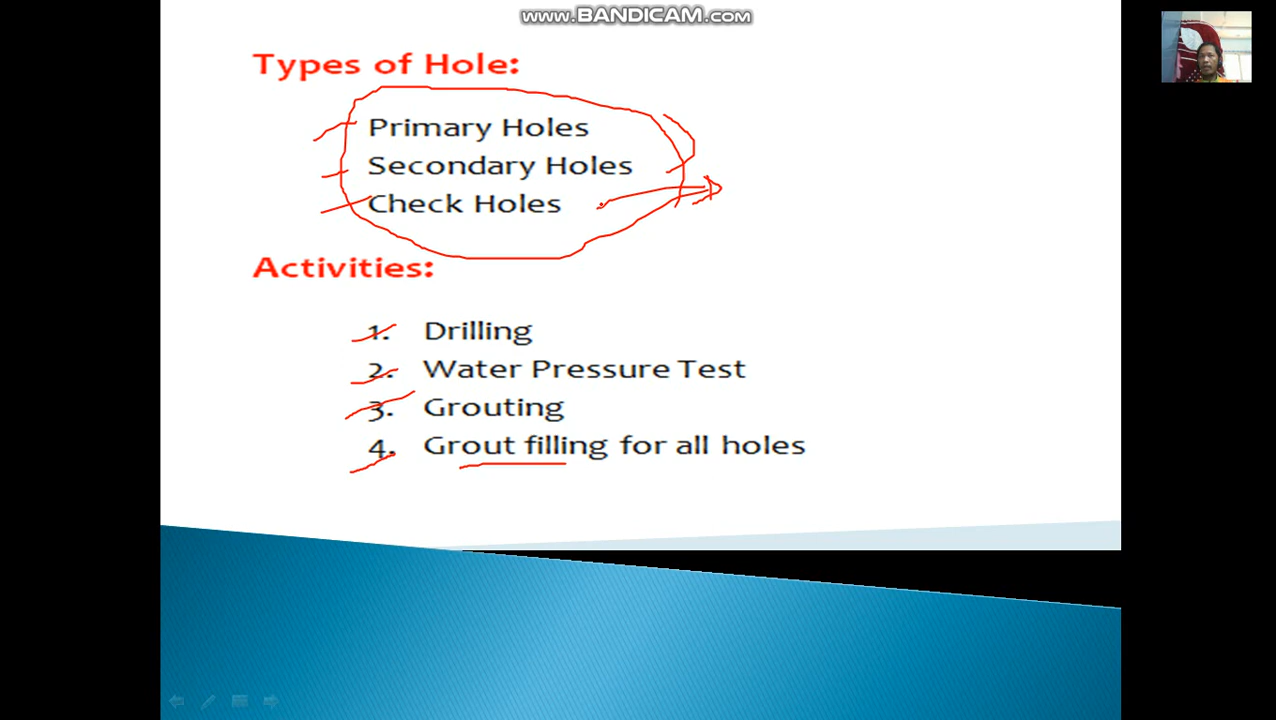 www.BANDICAM.com
Types of Hole:
Primary Holes
Secondary Holes
Check Holes
Activities:
1. Drilling
2. Water Pressure Test
3. Grouting
4. Grout filling for all holes